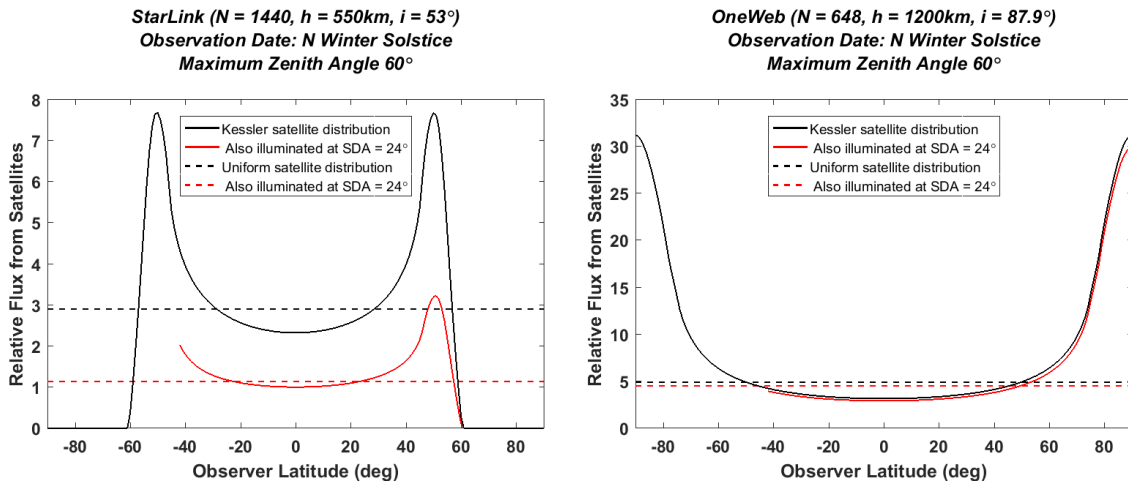 StarLink (N = 1440, h = 550km, i = 53°)
Observation Date: N Winter Solstice
Maximum Zenith Angle 60°
Relative Flux from Satellites
8
7
6
5
4
3
2
1
0
Kessler satellite distribution
Also illuminated at SDA = 24°
Uniform satellite distribution
Also illuminated at SDA = 24°
-80 -60 -40 -20 0 20 40 60 80
Observer Latitude (deg)
OneWeb (N = 648, h = 1200km, i = 87.9°)
Observation Date: N Winter Solstice
Maximum Zenith Angle 60°
Relative Flux from Satellites
35
30
25
20
15
10
5
0
Kessler satellite distribution
Also illuminated at SDA = 24°
Uniform satellite distribution
Also illuminated at SDA = 24°
-80 -60 -40 -20 0 20 40 60 80
Observer Latitude (deg)